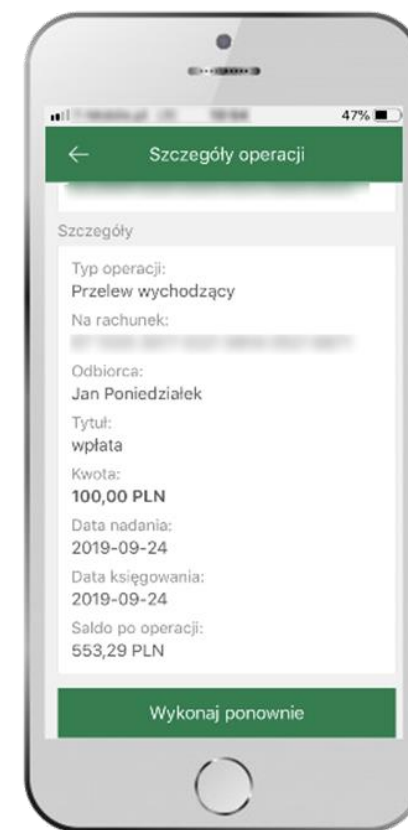 47%
Szczegóły operacji
Szczegóły
Typ operacji:
Przelew wychodzący
Na rachunek:
Odbiorca:
Jan Poniedziałek
Tytuł:
wpłata
Kwota:
100,00 PLN
Data nadania:
2019-09-24
Data księgowania:
2019-09-24
Saldo po operacji:
553,29 PLN
Wykonaj ponownie